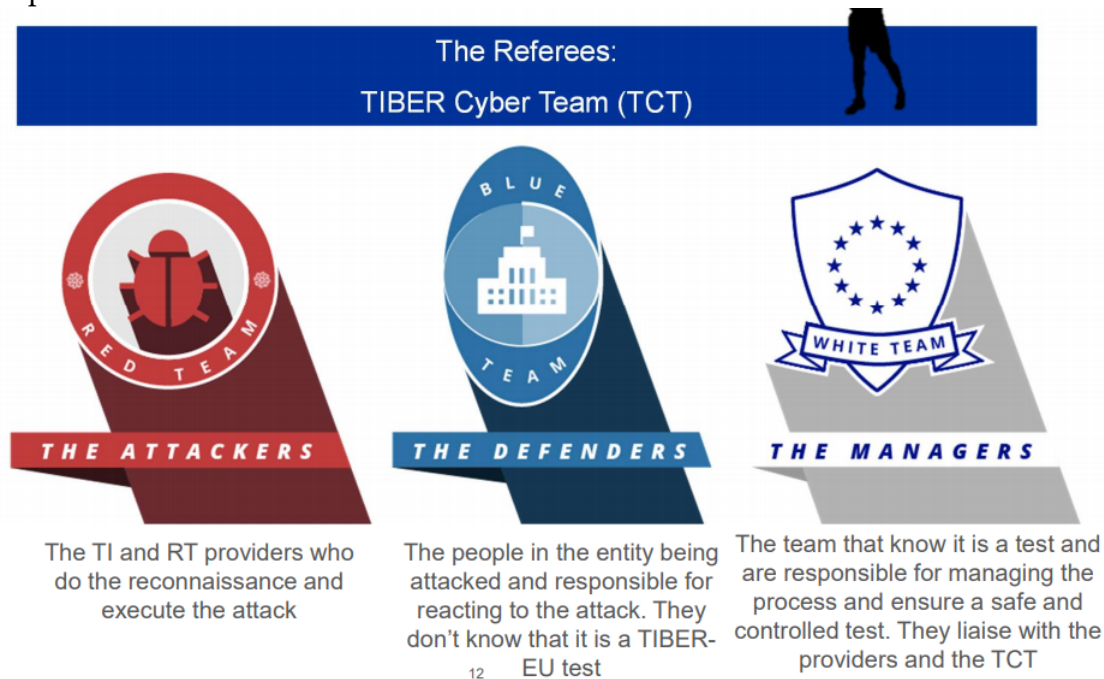 The Referees:
TIBER Cyber Team (TCT)
RED TEAM
BLUE
TEAM
WHITE TEAM
THE ATTACKERS
THE DEFENDERS
THE MANAGERS
The TI and RT providers who
do the reconnaissance and
execute the attack
The people in the entity being
attacked and responsible for
reacting to the attack. They
don’t know that it is a TIBER-
EU test
The team that know it is a test and
are responsible for managing the
process and ensure a safe and
controlled test. They liaise with the
providers and the TCT
12